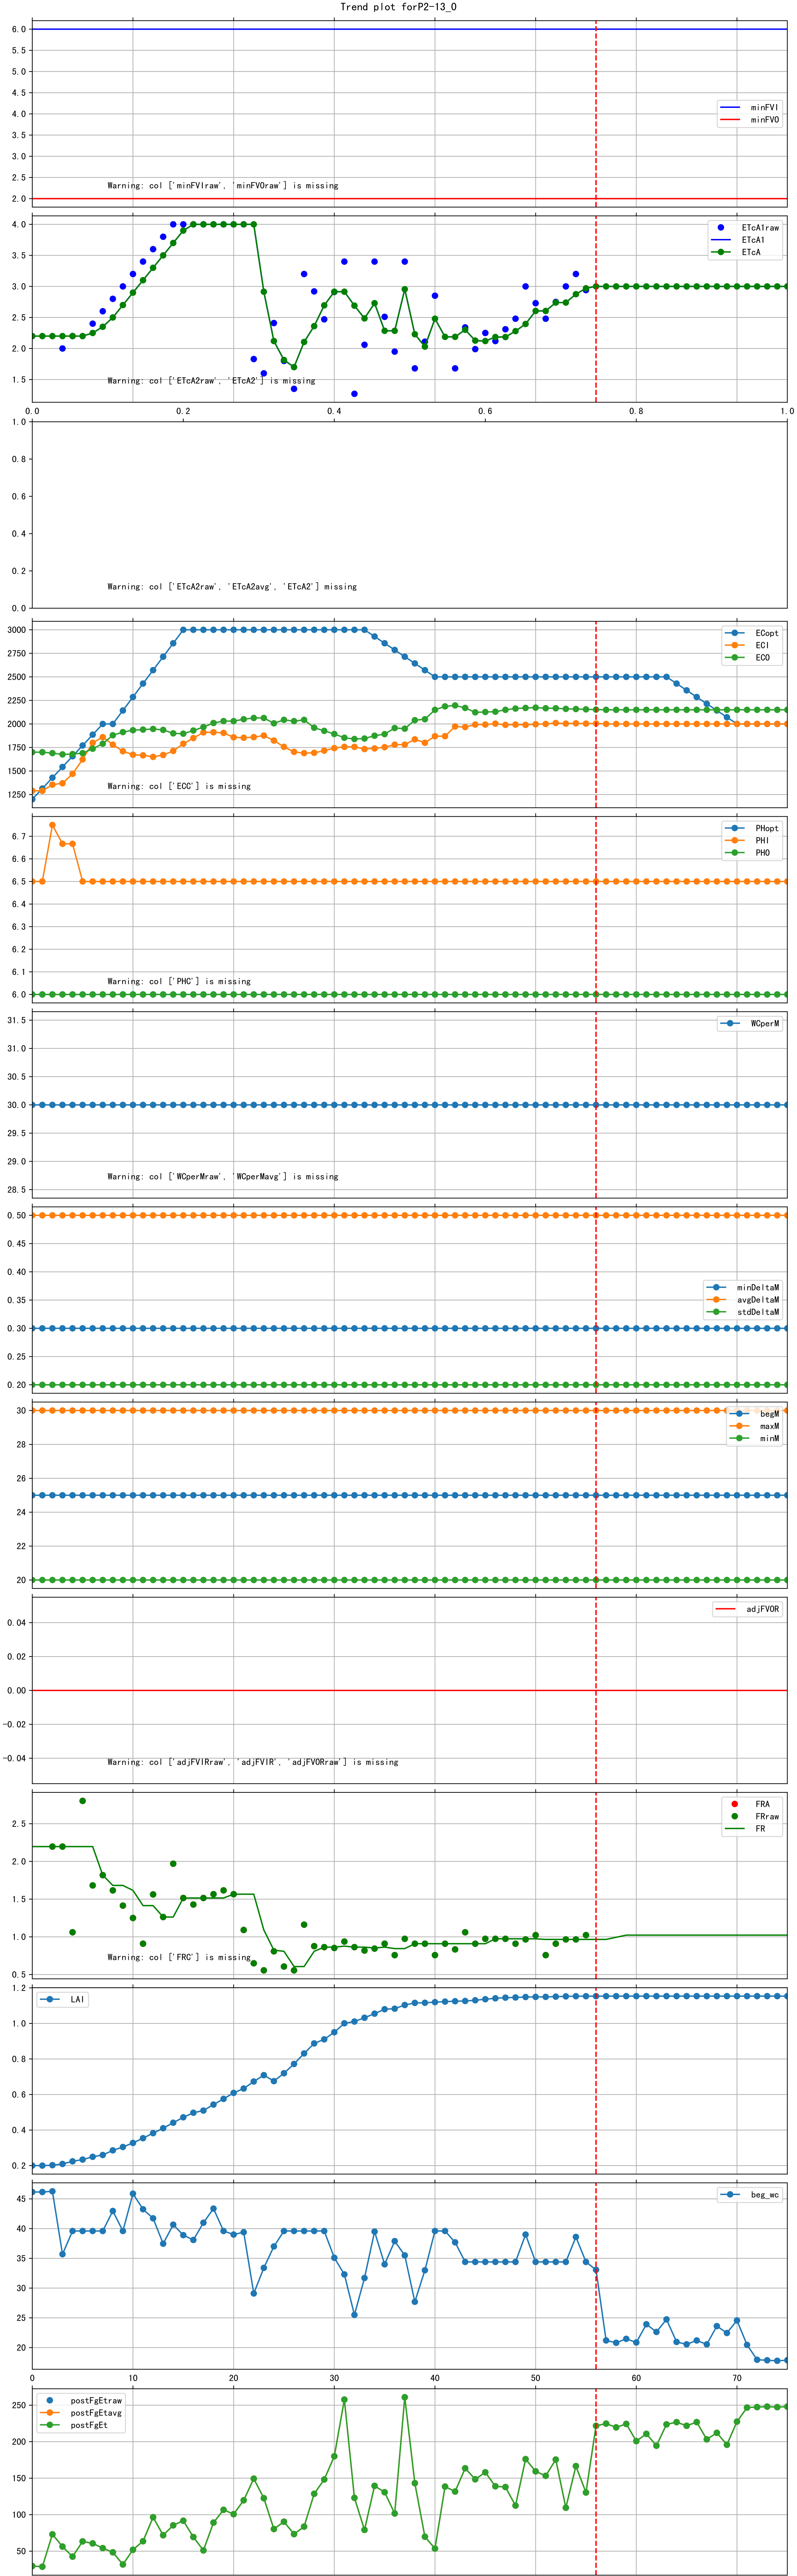 Trend plot forP2-13_0
6.0
5.5
5.0
4.5
4.0
3.5
3.0
2.5
2.0
minFVI
minFVO
Warning: col ['minFVIraw', 'minFVOraw'] is missing
4.0
3.5
3.0
2.5
2.0
1.5
ETcA1raw
ETcA1
ETcA
Warning: col ['ETcA2raw', 'ETcA2'] is missing
0.0 0.2 0.4 0.6 0.8 1.0
1.0
0.8
0.6
0.4
0.2
0.0
Warning: col ['ETcA2raw', 'ETcA2avg', 'ETcA2'] missing
3000
2750
2500
2250
2000
1750
1500
1250
ECopt
ECI
ECO
Warning: col ['ECC'] is missing
6.7
6.6
6.5
6.4
6.3
6.2
6.1
6.0
PHopt
PHI
PHO
Warning: col ['PHC'] is missing
31.5
31.0
30.5
30.0
29.5
29.0
28.5
WCperM
Warning: col ['WCperMraw', 'WCperMavg'] is missing
0.50
0.45
0.40
0.35
0.30
0.25
0.20
minDeltaM
avgDeltaM
stdDeltaM
30
28
26
24
22
20
begM
maxM
minM
0.04
0.02
0.00
−0.02
−0.04
adjFVOR
Warning: col ['adjFVIRraw', 'adjFVIR', 'adjFVORraw'] is missing
2.5
2.0
1.5
1.0
0.5
FRA
FRraw
FR
Warning: col ['FRC'] is missing
1.2
1.0
0.8
0.6
0.4
0.2
LAI
45
40
35
30
25
20
beg_wc
0 10 20 30 40 50 60 70
250
200
150
100
50
postFgEtraw
postFgEtavg
postFgEt